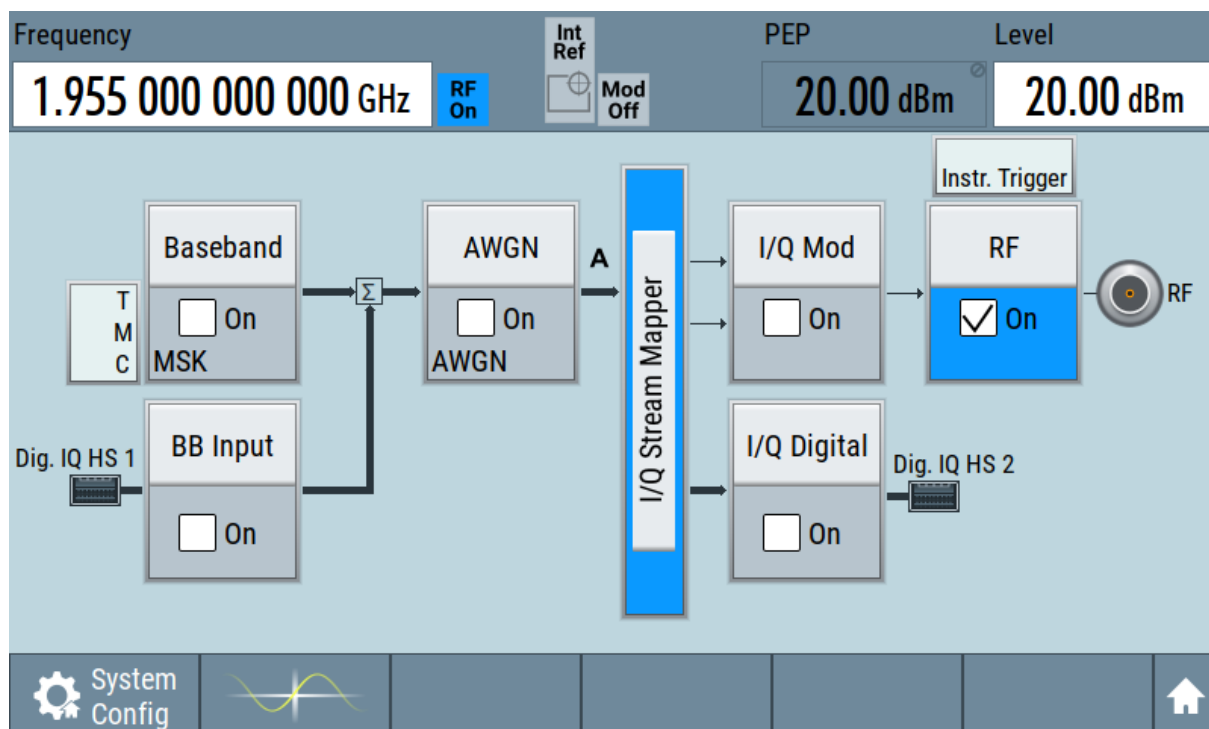 Frequency
Int
Ref
PEP
Level
1.955 000 000 000 GHz
RF
On
Mod
Off
20.00 dBm
20.00 dBm
Instr. Trigger
Baseband
On
MSK
T
M
C
Σ
AWGN
On
AWGN
A
I/Q Stream Mapper
I/Q Mod
On
RF
On
RF
Dig. IQ HS 1
BB Input
On
I/Q Digital
On
Dig. IQ HS 2
System
Config